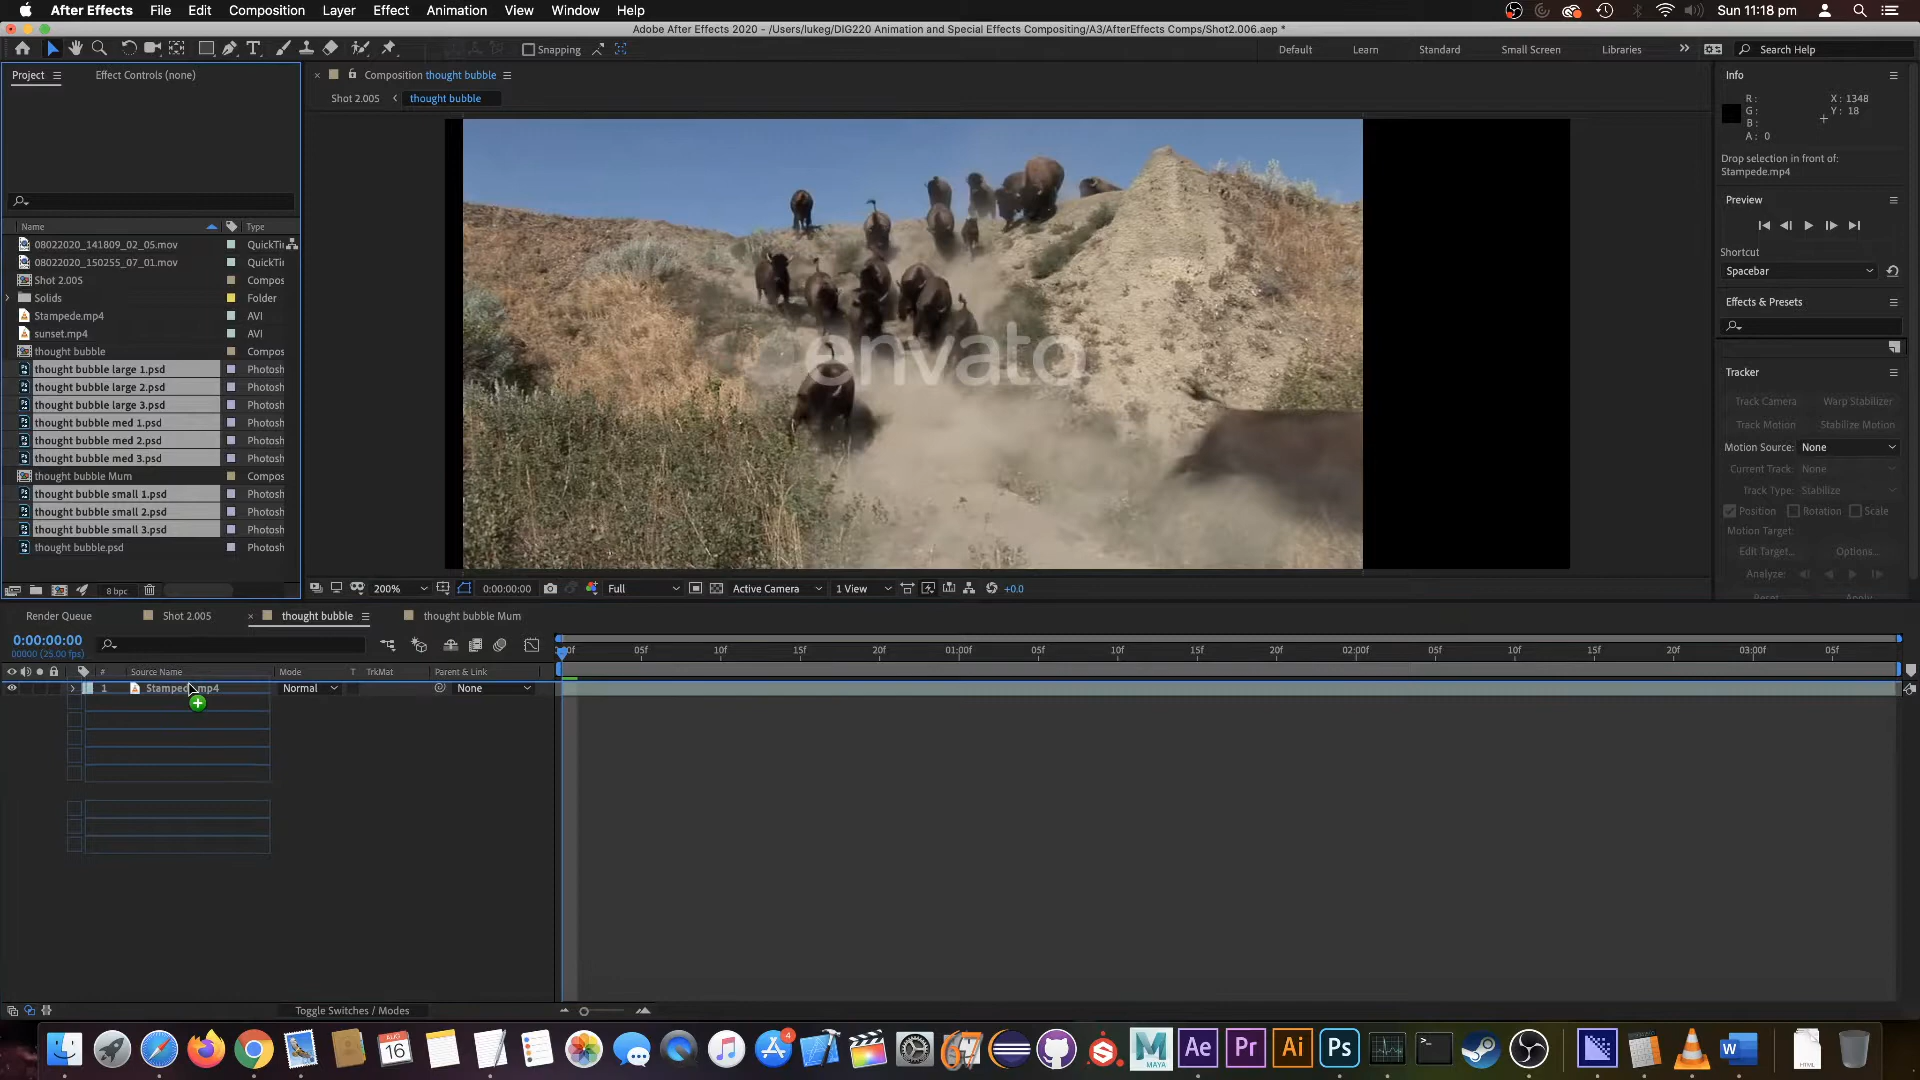 After Effects File Edit Composition Layer Effect Animation View Window Help Sun 11:18 pm
Adobe After Effects 2020 - /Users/lukeg/DIG220 Animation and Special Effects Compositing/A3/AfterEffects Comps/Shot2.006.aep *
Snapping Default Learn Standard Small Screen Libraries Search Help
Project Effect Controls (none) Composition thought bubble Info
Shot 2.005 thought bubble
R: X: 1348
G: Y: 18
B:
A: 0
Drop selection in front of:
Stampede.mp4
Preview
Shortcut
Spacebar
Effects & Presets
Name Type
08022020_141809_02_05.mov QuickTi
08022020_150255_07_01.mov QuickTi
Shot 2.005 Compos
Solids Folder
Stampede.mp4 AVI
sunset.mp4 AVI
thought bubble Compos
thought bubble large 1.psd Photosh
thought bubble large 2.psd Photosh
thought bubble large 3.psd Photosh
thought bubble med 1.psd Photosh
thought bubble med 2.psd Photosh
thought bubble med 3.psd Photosh
thought bubble Mum Compos
thought bubble small 1.psd Photosh
thought bubble small 2.psd Photosh
thought bubble small 3.psd Photosh
thought bubble.psd Photosh
envato
Tracker
Track Camera Warp Stabilizer
Track Motion Stabilize Motion
Motion Source: None
Current Track: None
Track Type: Stabilize
Position Rotation Scale
Motion Target:
Edit Target... Options...
Analyze:
Reset Apply
8 bpc 200% 0:00:00:00 Full Active Camera 1 View +0.0
Render Queue Shot 2.005 thought bubble thought bubble Mum
0:00:00:00
00000 (25.00 fps)
05f 10f 15f 20f 01:00f 05f 10f 15f 20f 02:00f 05f 10f 15f 20f 03:00f 05f
# Source Name Mode T TrkMat Parent & Link
1 Stampede.mp4 Normal None
Toggle Switches / Modes
16
4
MAYA Ae Pr Ai Ps W
HTML